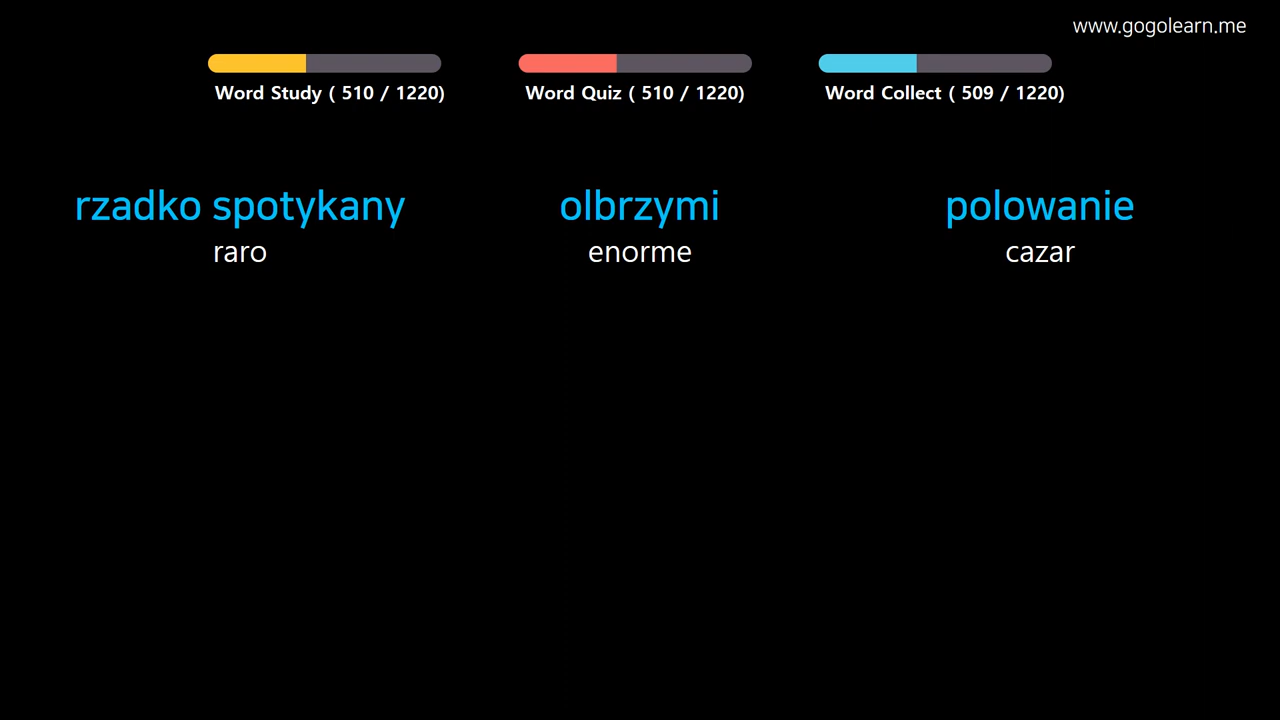 www.gogolearn.me
Word Study ( 510 / 1220)
Word Quiz ( 510 / 1220)
Word Collect ( 509 / 1220)
rzadko spotykany
raro
olbrzymi
enorme
polowanie
cazar